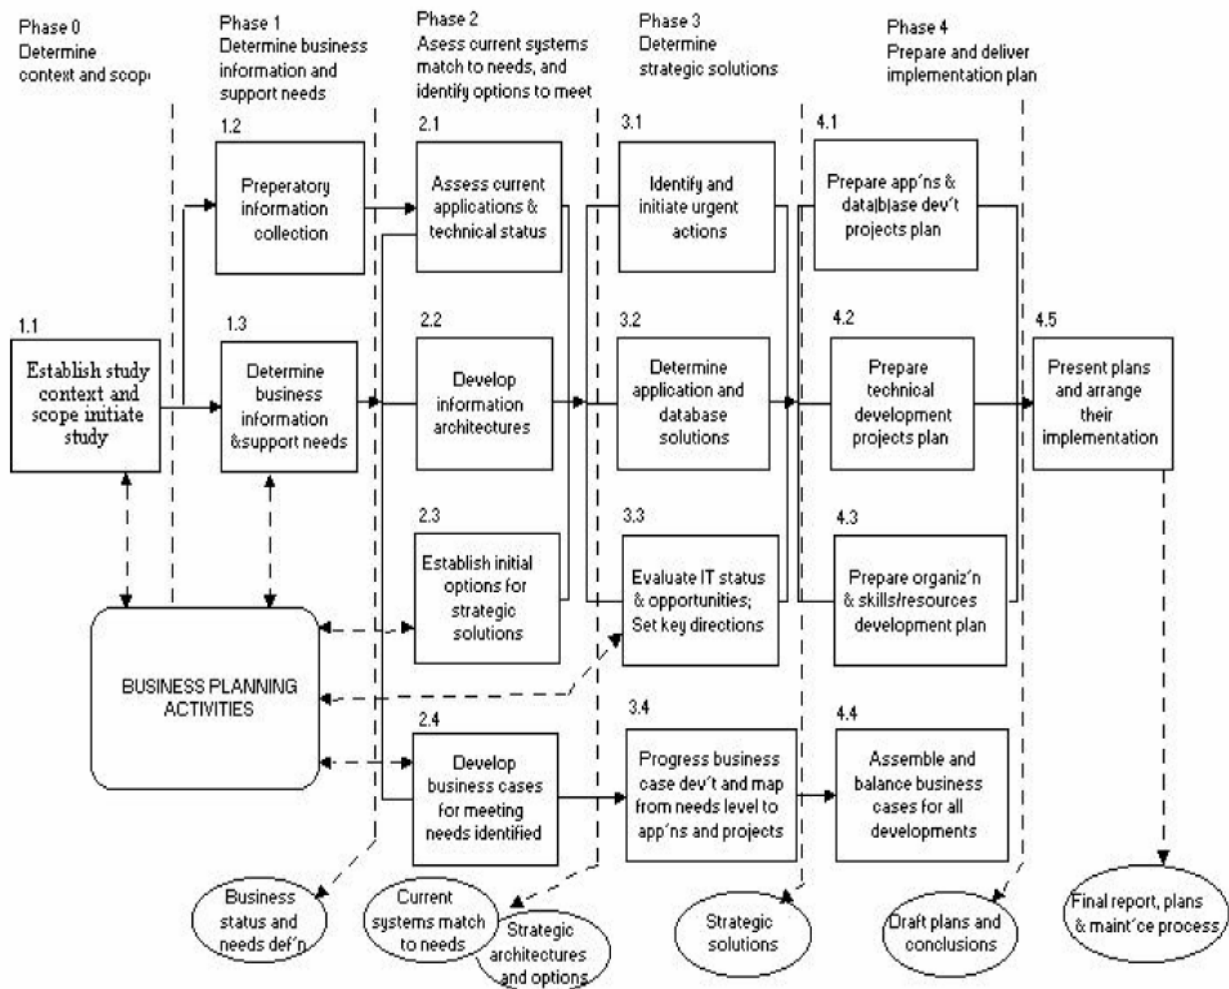 Phase 0
Determine
context and scope
Phase 1
Determine business
information and
support needs
Phase 2
Asess current systems
match to needs, and
identify options to meet
Phase 3
Determine
strategic solutions
Phase 4
Prepare and deliver
implementation plan
1.1
Establish study
context and
scope initiate
study
1.2
Preperatory
information
collection
1.3
Determine
business
information
&support needs
2.1
Assess current
applications &
technical status
2.2
Develop
information
architectures
2.3
Establish initial
options for
strategic
solutions
2.4
Develop
business cases
for meeting
needs identified
3.1
Identify and
initiate urgent
actions
3.2
Determine
application and
database
solutions
3.3
Evaluate IT status
& opportunities;
Set key directions
3.4
Progress business
case dev´t and map
from needs level to
app´ns and projects
4.1
Prepare app´ns &
data|b|ase dev´t
projects plan
4.2
Prepare
technical
development
projects plan
4.3
Prepare organiz´n
& skills/resources
development plan
4.4
Assemble and
balance business
cases for all
developments
4.5
Present plans
and arrange
their
implementation
BUSINESS PLANNING
ACTIVITIES
Business
status and
needs def´n
Current
systems match
to needs
Strategic
architectures
and options
Strategic
solutions
Draft plans and
conclusions
Final report, plans
& maint´ce process